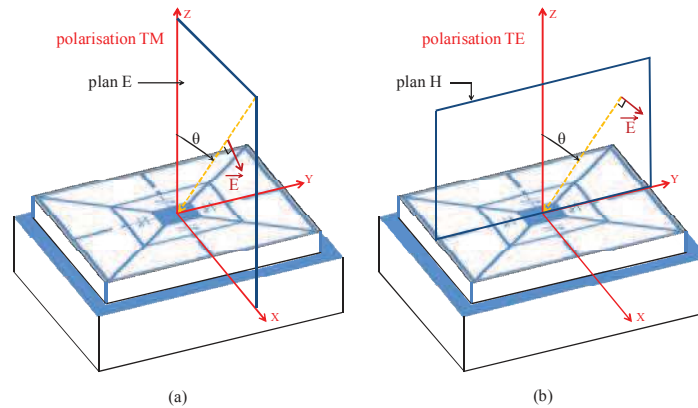 Z
polarisation TM
plan E
θ
E
Y
X
(a)
Z
polarisation TE
plan H
θ
E
Y
X
(b)